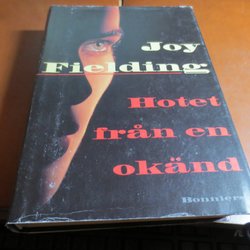 Joy
Fielding
Hotet
från en
okänd
Bonniers